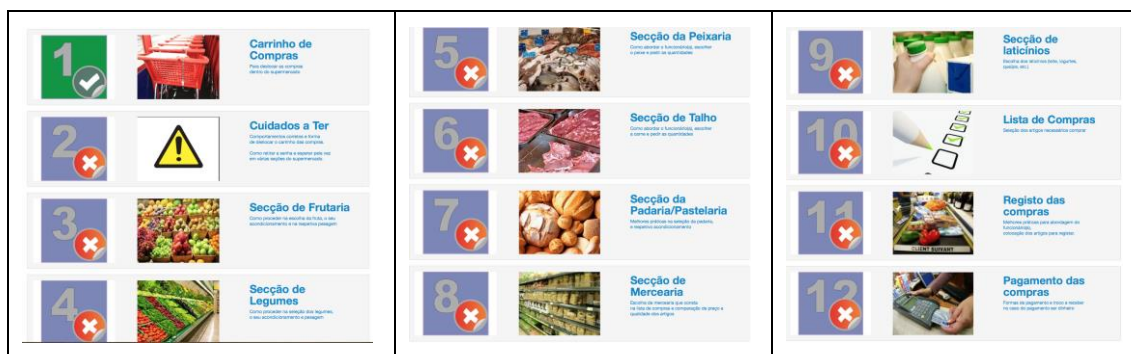 1
Carrinho de
Compras
Para deslocar as compras
dentro do supermercado
2
Cuidados a Ter
Comportamentos corretos e forma
de deslocar o carrinho das compras.
Como retirar a senha e esperar pela vez
em várias secções do supermercado.
3
Secção de Frutaria
Como proceder na escolha da fruta, o seu
acondicionamento e na respetiva pesagem
4
Secção de
Legumes
Como proceder na seleção dos legumes,
o seu acondicionamento e pesagem
5
Secção da Peixaria
Como abordar o funcionário(a), escolher
o peixe e pedir as quantidades
6
Secção de Talho
Como abordar o funcionário(a), escolher
a carne e pedir as quantidades
7
Secção da
Padaria/Pastelaria
Melhores práticas na seleção da padaria,
e respetivo acondicionamento
8
Secção de
Mercearia
Escolha da mercearia que consta
na lista de compras e comparação de preço e
qualidade dos artigos
9
Secção de
laticínios
Escolha dos laticínios (leite, iogurtes,
queijos, etc.)
10
Lista de Compras
Seleção dos artigos necessários comprar
11
Registo das
compras
Melhores práticas para abordagem do
funcionário(a),
colocação dos artigos para registo
CLIENT SUIVANT
12
Pagamento das
compras
Formas de pagamento e troco a receber
no caso do pagamento ser dinheiro